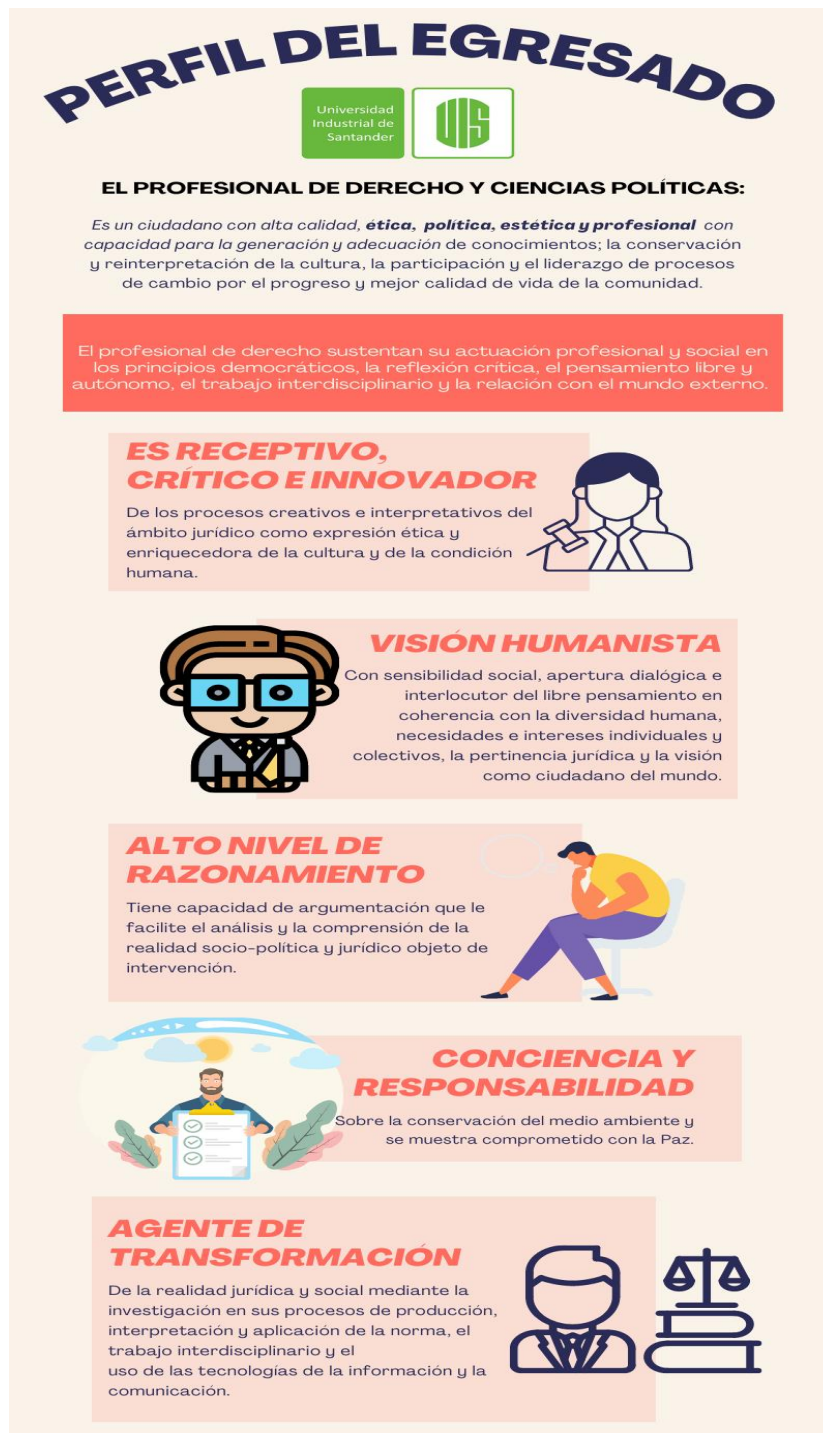 PERFIL DEL EGRESADO
Universidad
Industrial de
Santander
UIS
EL PROFESIONAL DE DERECHO Y CIENCIAS POLÍTICAS:
Es un ciudadano con alta calidad, ética, política, estética y profesional con
capacidad para la generación y adecuación de conocimientos; la conservación
y reinterpretación de la cultura, la participación y el liderazgo de procesos
de cambio por el progreso y mejor calidad de vida de la comunidad.
El profesional de derecho sustentan su actuación profesional y social en
los principios democráticos, la reflexión crítica, el pensamiento libre y
autónomo, el trabajo interdisciplinario y la relación con el mundo externo.
ES RECEPTIVO,
CRÍTICO E INNOVADOR
De los procesos creativos e interpretativos del
ámbito jurídico como expresión ética y
enriquecedora de la cultura y de la condición
humana.
VISIÓN HUMANISTA
Con sensibilidad social, apertura dialógica e
interlocutor del libre pensamiento en
coherencia con la diversidad humana,
necesidades e intereses individuales y
colectivos, la pertinencia jurídica y la visión
como ciudadano del mundo.
ALTO NIVEL DE
RAZONAMIENTO
Tiene capacidad de argumentación que le
facilite el análisis y la comprensión de la
realidad socio-política y jurídico objeto de
intervención.
CONCIENCIA Y
RESPONSABILIDAD
Sobre la conservación del medio ambiente y
se muestra comprometido con la Paz.
AGENTE DE
TRANSFORMACIÓN
De la realidad jurídica y social mediante la
investigación en sus procesos de producción,
interpretación y aplicación de la norma, el
trabajo interdisciplinario y el
uso de las tecnologías de la información y la
comunicación.